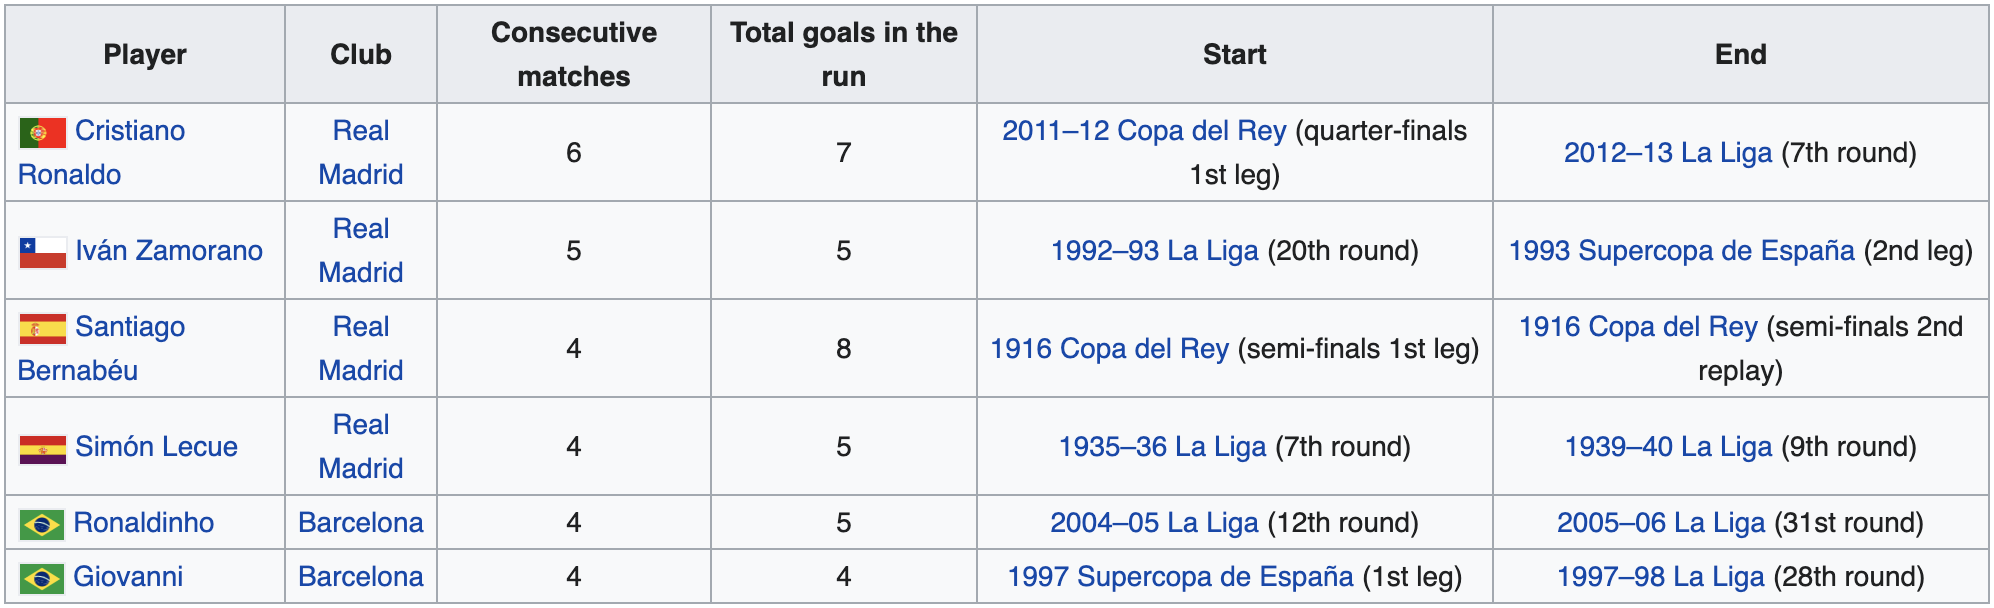 Player Club Consecutive matches Total goals in the run Start End
Cristiano Ronaldo Real Madrid 6 7 2011–12 Copa del Rey (quarter-finals 1st leg) 2012–13 La Liga (7th round)
Iván Zamorano Real Madrid 5 5 1992–93 La Liga (20th round) 1993 Supercopa de España (2nd leg)
Santiago Bernabéu Real Madrid 4 8 1916 Copa del Rey (semi-finals 1st leg) 1916 Copa del Rey (semi-finals 2nd replay)
Simón Lecue Real Madrid 4 5 1935–36 La Liga (7th round) 1939–40 La Liga (9th round)
Ronaldinho Barcelona 4 5 2004–05 La Liga (12th round) 2005–06 La Liga (31st round)
Giovanni Barcelona 4 4 1997 Supercopa de España (1st leg) 1997–98 La Liga (28th round)